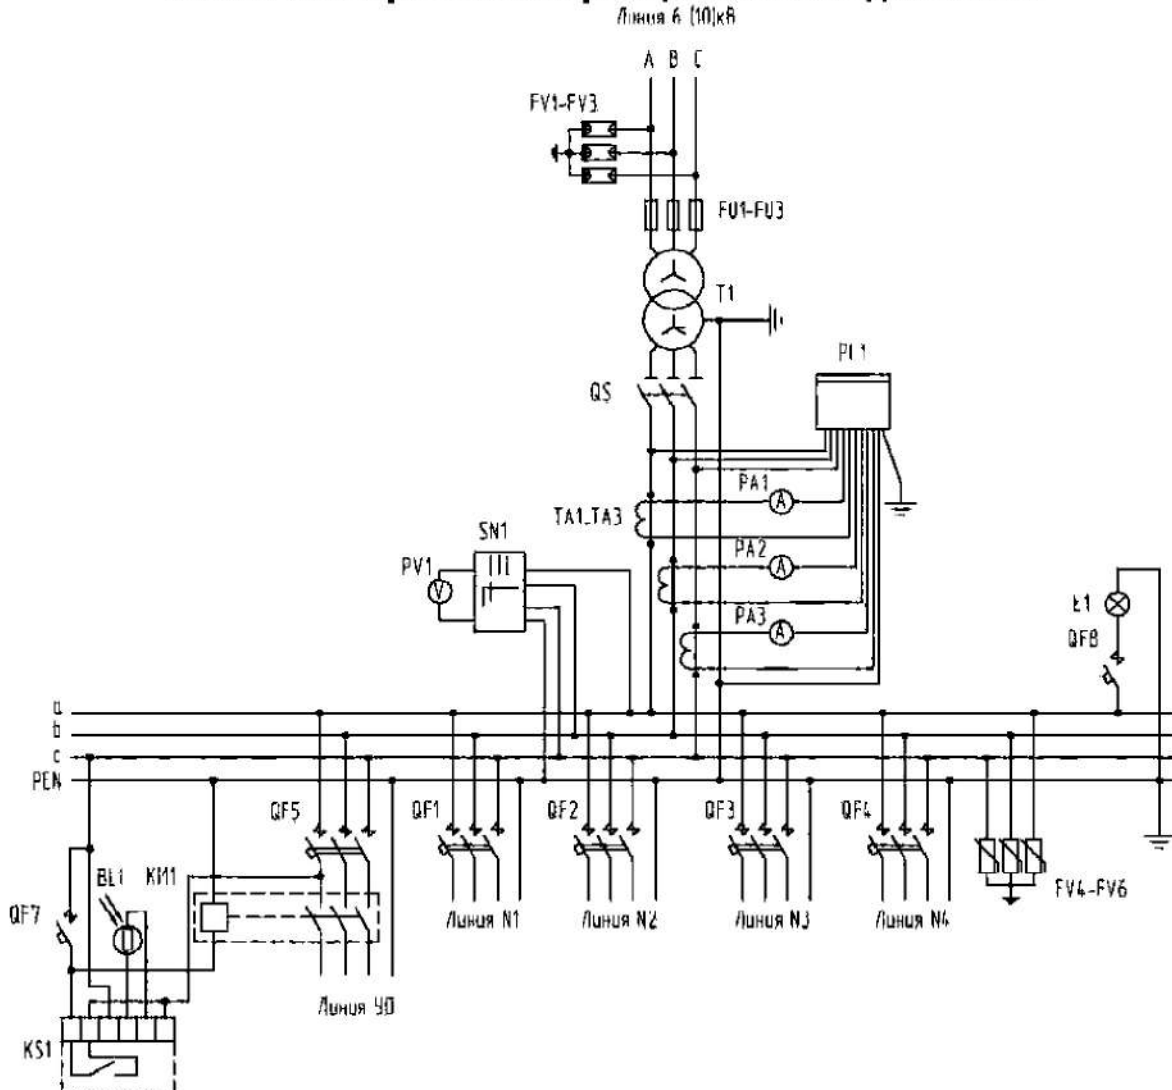 Линия 6 (10)кВ
A B C
FV1-FV3
FU1-FU3
T1
PI1
QS
PA1
TA1..TA3
SN1
PV1
PA2
PA3
E1
QF8
a
b
c
PEN
QF5
QF1
QF2
QF3
QF4
BL1
KM1
FV4-FV6
QF7
Линия N1
Линия N2
Линия N3
Линия N4
Линия УО
KS1
A
A
A
V